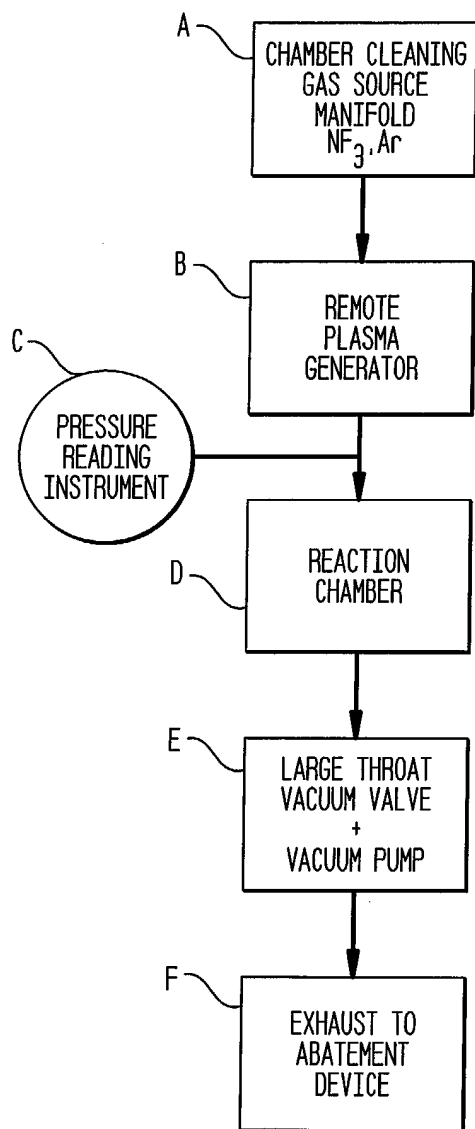 A
CHAMBER CLEANING
GAS SOURCE
MANIFOLD
NF3,Ar
B
REMOTE
PLASMA
GENERATOR
C
PRESSURE
READING
INSTRUMENT
D
REACTION
CHAMBER
E
LARGE THROAT
VACUUM VALVE
+
VACUUM PUMP
F
EXHAUST TO
ABATEMENT
DEVICE